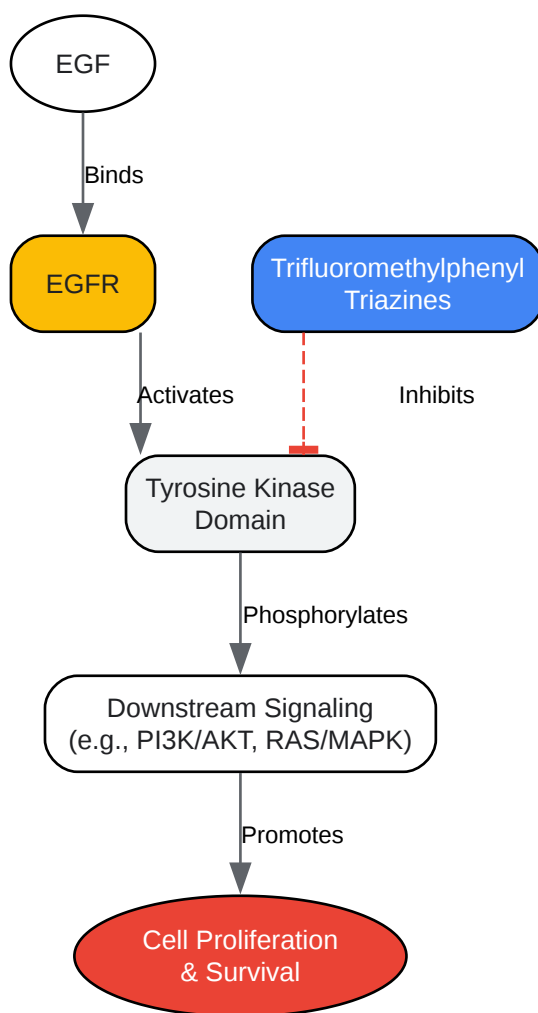 EGF
Binds
EGFR
Trifluoromethylphenyl
Triazines
Activates
Inhibits
Tyrosine Kinase
Domain
Phosphorylates
Downstream Signaling
(e.g., PI3K/AKT, RAS/MAPK)
Promotes
Cell Proliferation
& Survival